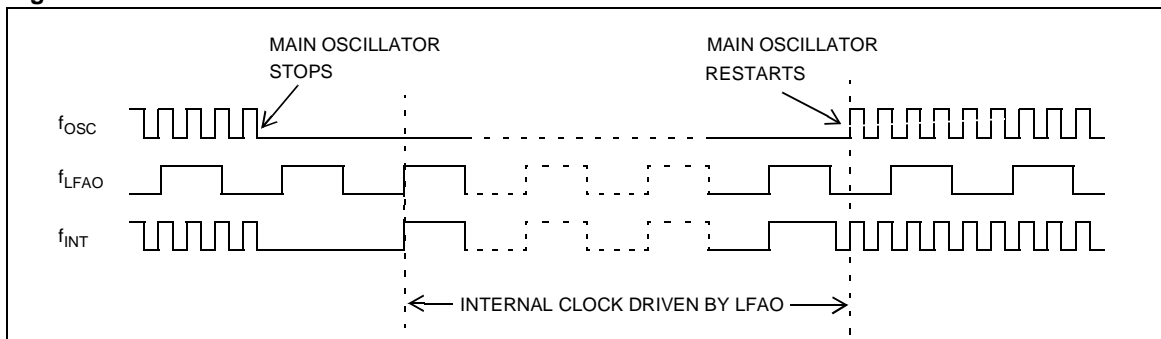 MAIN OSCILLATOR
STOPS
MAIN OSCILLATOR
RESTARTS
fOSC
fLFAO
fINT
INTERNAL CLOCK DRIVEN BY LFAO